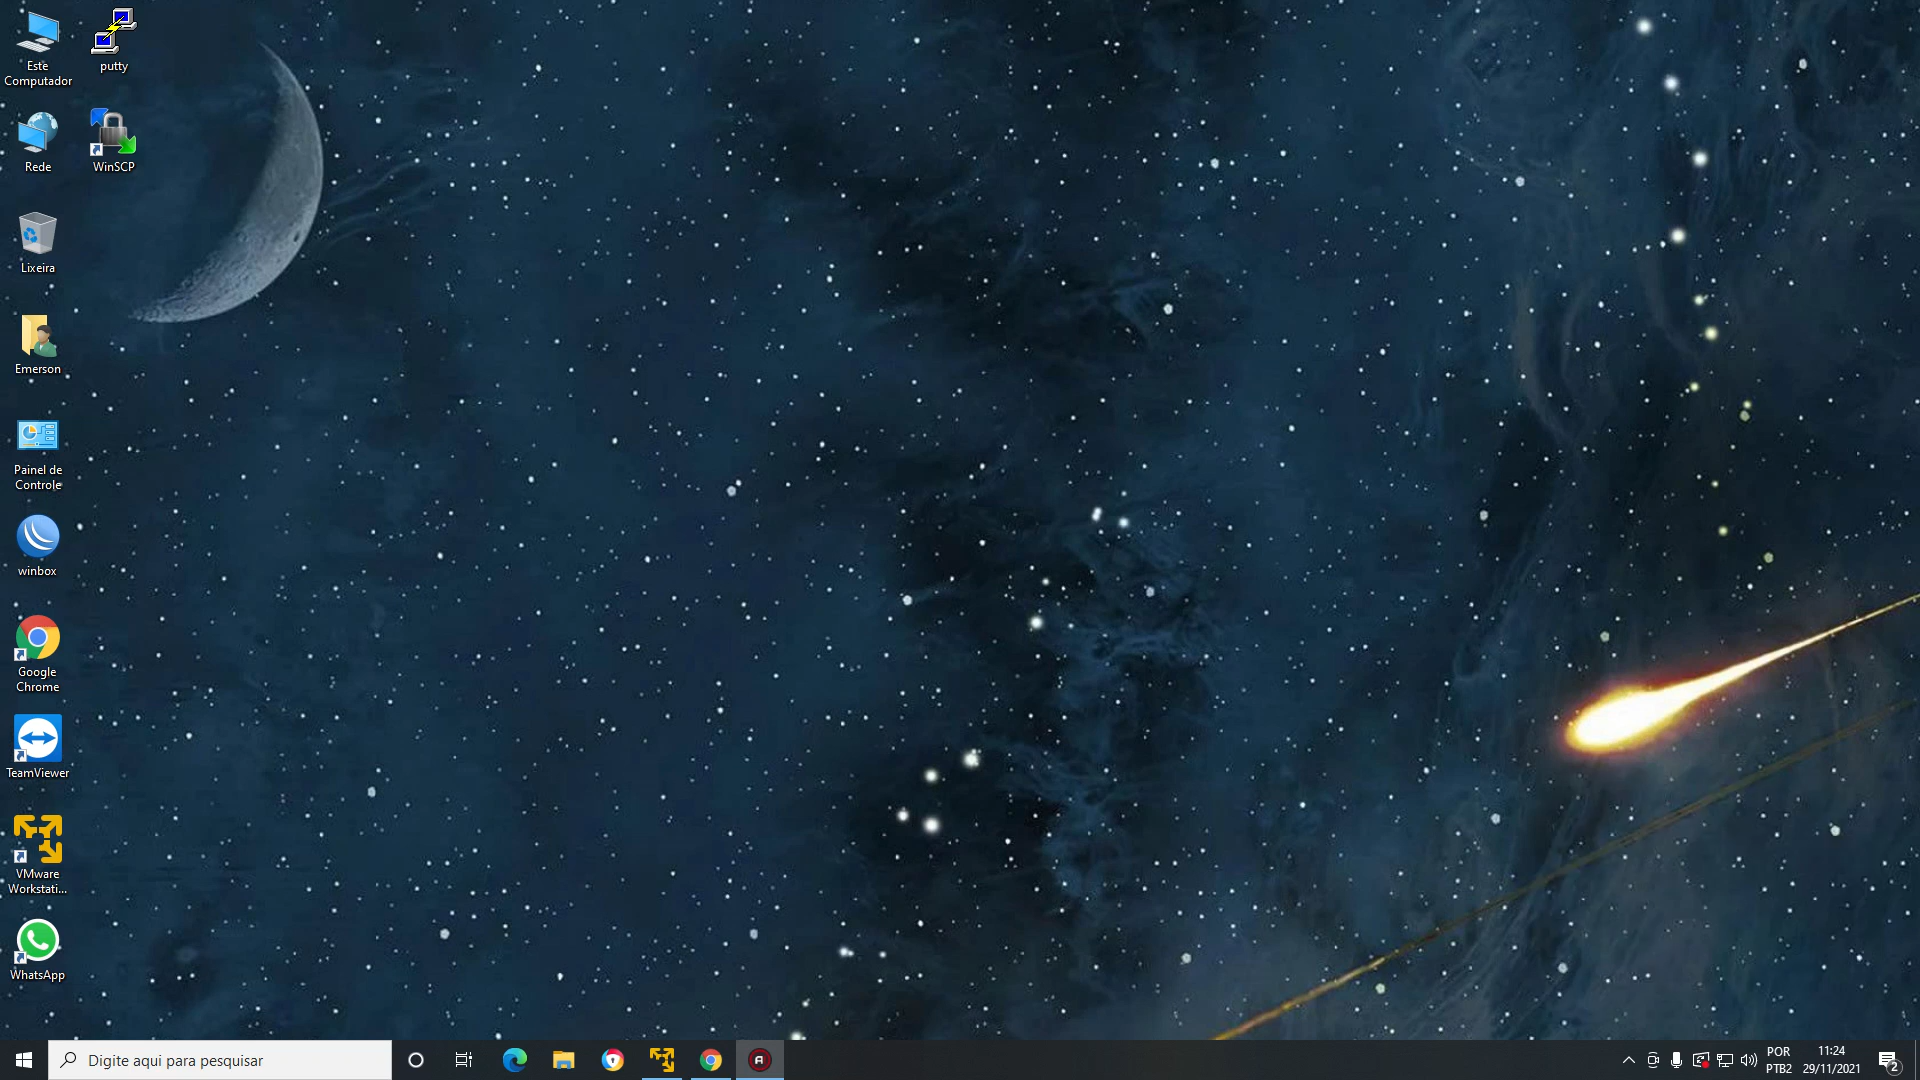 Este
Computador
putty
Rede
WinSCP
Lixeira
Emerson
Painel de
Controle
winbox
Google
Chrome
TeamViewer
VMware
Workstati...
WhatsApp
Digite aqui para pesquisar
POR
PTB2
11:24
29/11/2021
2